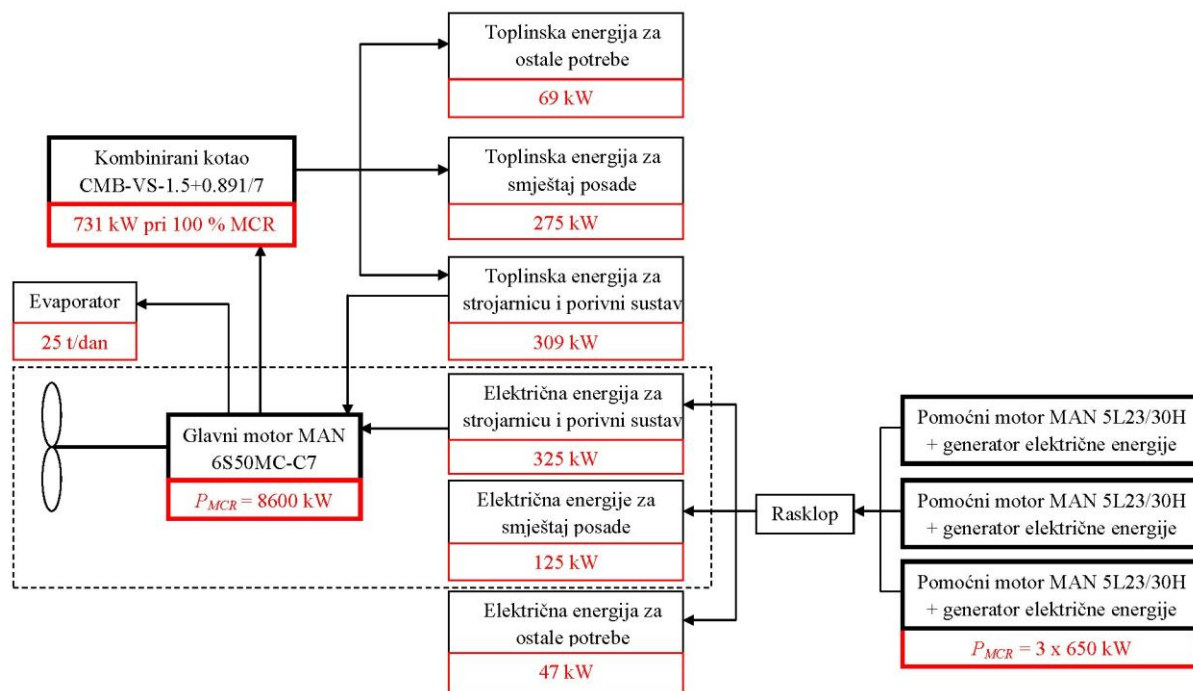 Toplinska energija za
ostale potrebe
69 kW
Kombinirani kotao
CMB-VS-1.5+0.891/7
731 kW pri 100 % MCR
Toplinska energija za
smještaj posade
275 kW
Toplinska energija za
strojarnicu i porivni sustav
309 kW
Evaporator
25 t/dan
Glavni motor MAN
6S50MC-C7
P_MCR = 8600 kW
Električna energija za
strojarnicu i porivni sustav
325 kW
Električna energije za
smještaj posade
125 kW
Električna energija za
ostale potrebe
47 kW
Rasklop
Pomoćni motor MAN 5L23/30H
+ generator električne energije
Pomoćni motor MAN 5L23/30H
+ generator električne energije
Pomoćni motor MAN 5L23/30H
+ generator električne energije
P_MCR = 3 x 650 kW